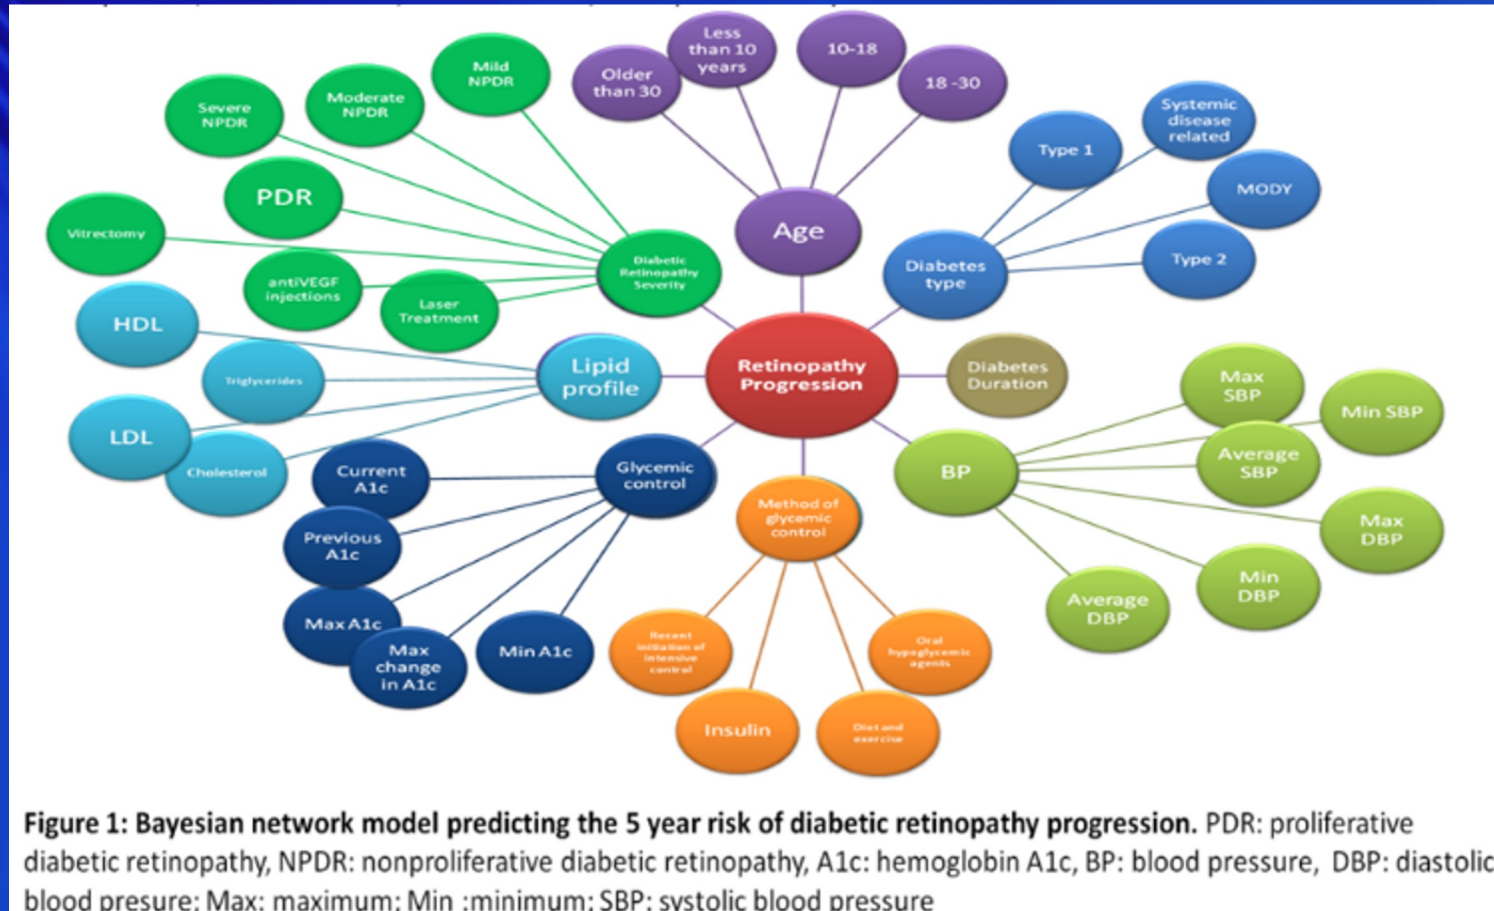 Mild
NPDR
Moderate
NPDR
Severe
NPDR
PDR
Vitrectomy
antiVEGF
injections
Laser
Treatment
Diabetic
Retinopathy
Severity
Older
than 30
Less
than 10
years
10-18
18 -30
Age
Type 1
Systemic
disease
related
MODY
Type 2
Diabetes
type
HDL
Triglycerides
LDL
Cholesterol
Lipid
profile
Retinopathy
Progression
Diabetes
Duration
Current
A1c
Previous
A1c
Max A1c
Max
change
in A1c
Min A1c
Glycemic
control
Method of
glycemic
control
Recent
initiation of
intensive
control
Insulin
Diet and
exercise
Oral
hypoglycemic
agents
BP
Max
SBP
Min SBP
Average
SBP
Max
DBP
Min
DBP
Average
DBP
Figure 1: Bayesian network model predicting the 5 year risk of diabetic retinopathy progression. PDR: proliferative
diabetic retinopathy, NPDR: nonproliferative diabetic retinopathy, A1c: hemoglobin A1c, BP: blood pressure, DBP: diastolic
blood presure; Max: maximum; Min :minimum; SBP: systolic blood pressure